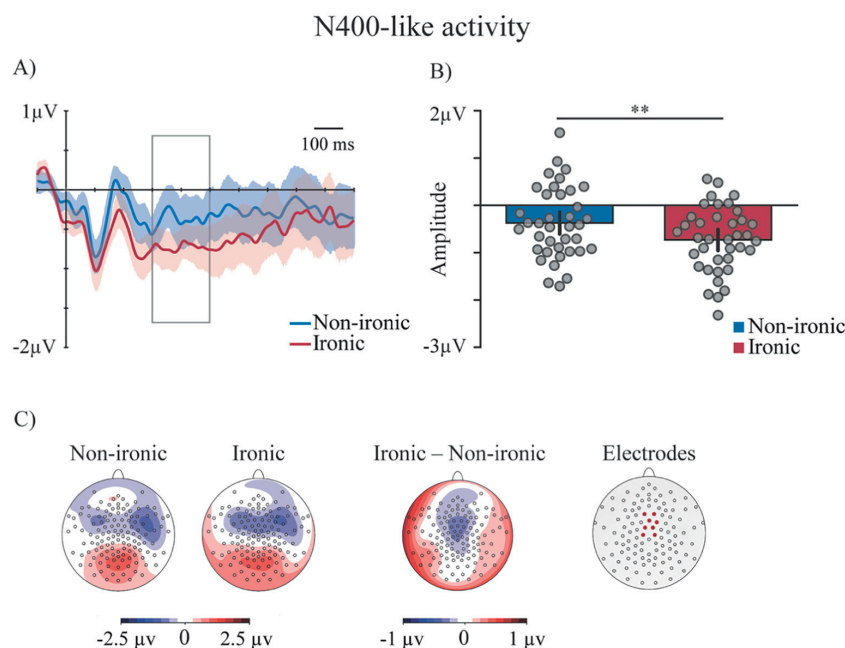 N400-like activity
A)
1μV
100 ms
-2μV
Non-ironic
Ironic
B)
2μV
**
Amplitude
-3μV
Non-ironic
Ironic
C)
Non-ironic
Ironic
Ironic – Non-ironic
Electrodes
-2.5 μv 0 2.5 μv
-1 μv 0 1 μv